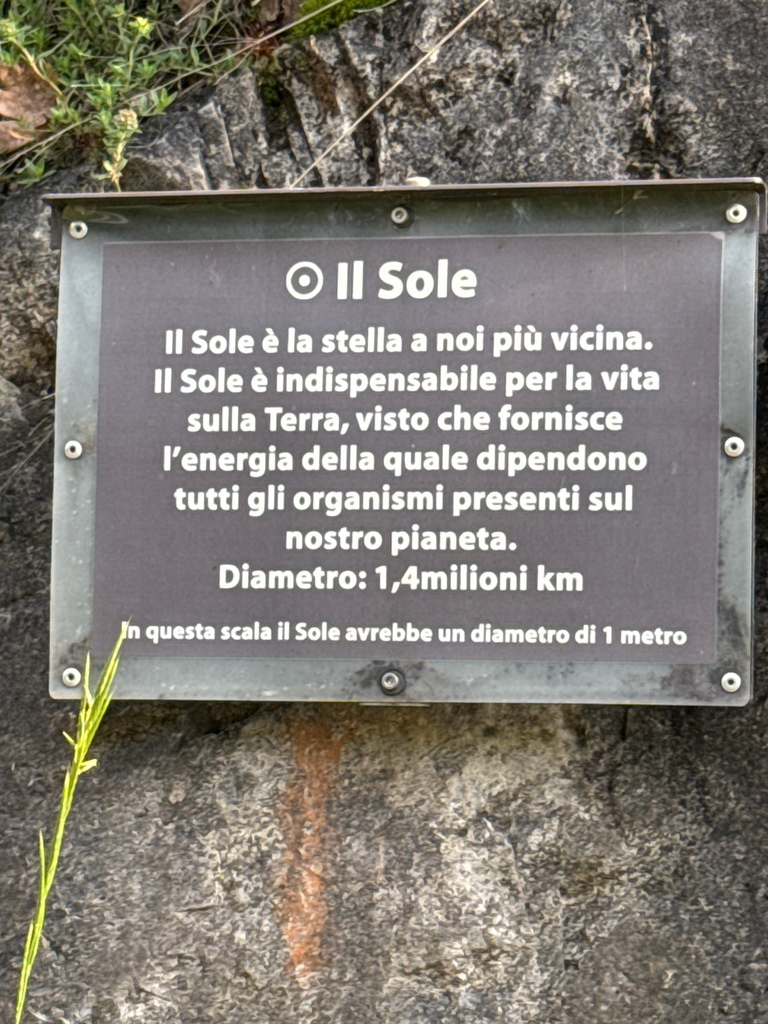 ☉ Il Sole
Il Sole è la stella a noi più vicina.
Il Sole è indispensabile per la vita
sulla Terra, visto che fornisce
l'energia della quale dipendono
tutti gli organismi presenti sul
nostro pianeta.
Diametro: 1,4milioni km
In questa scala il Sole avrebbe un diametro di 1 metro